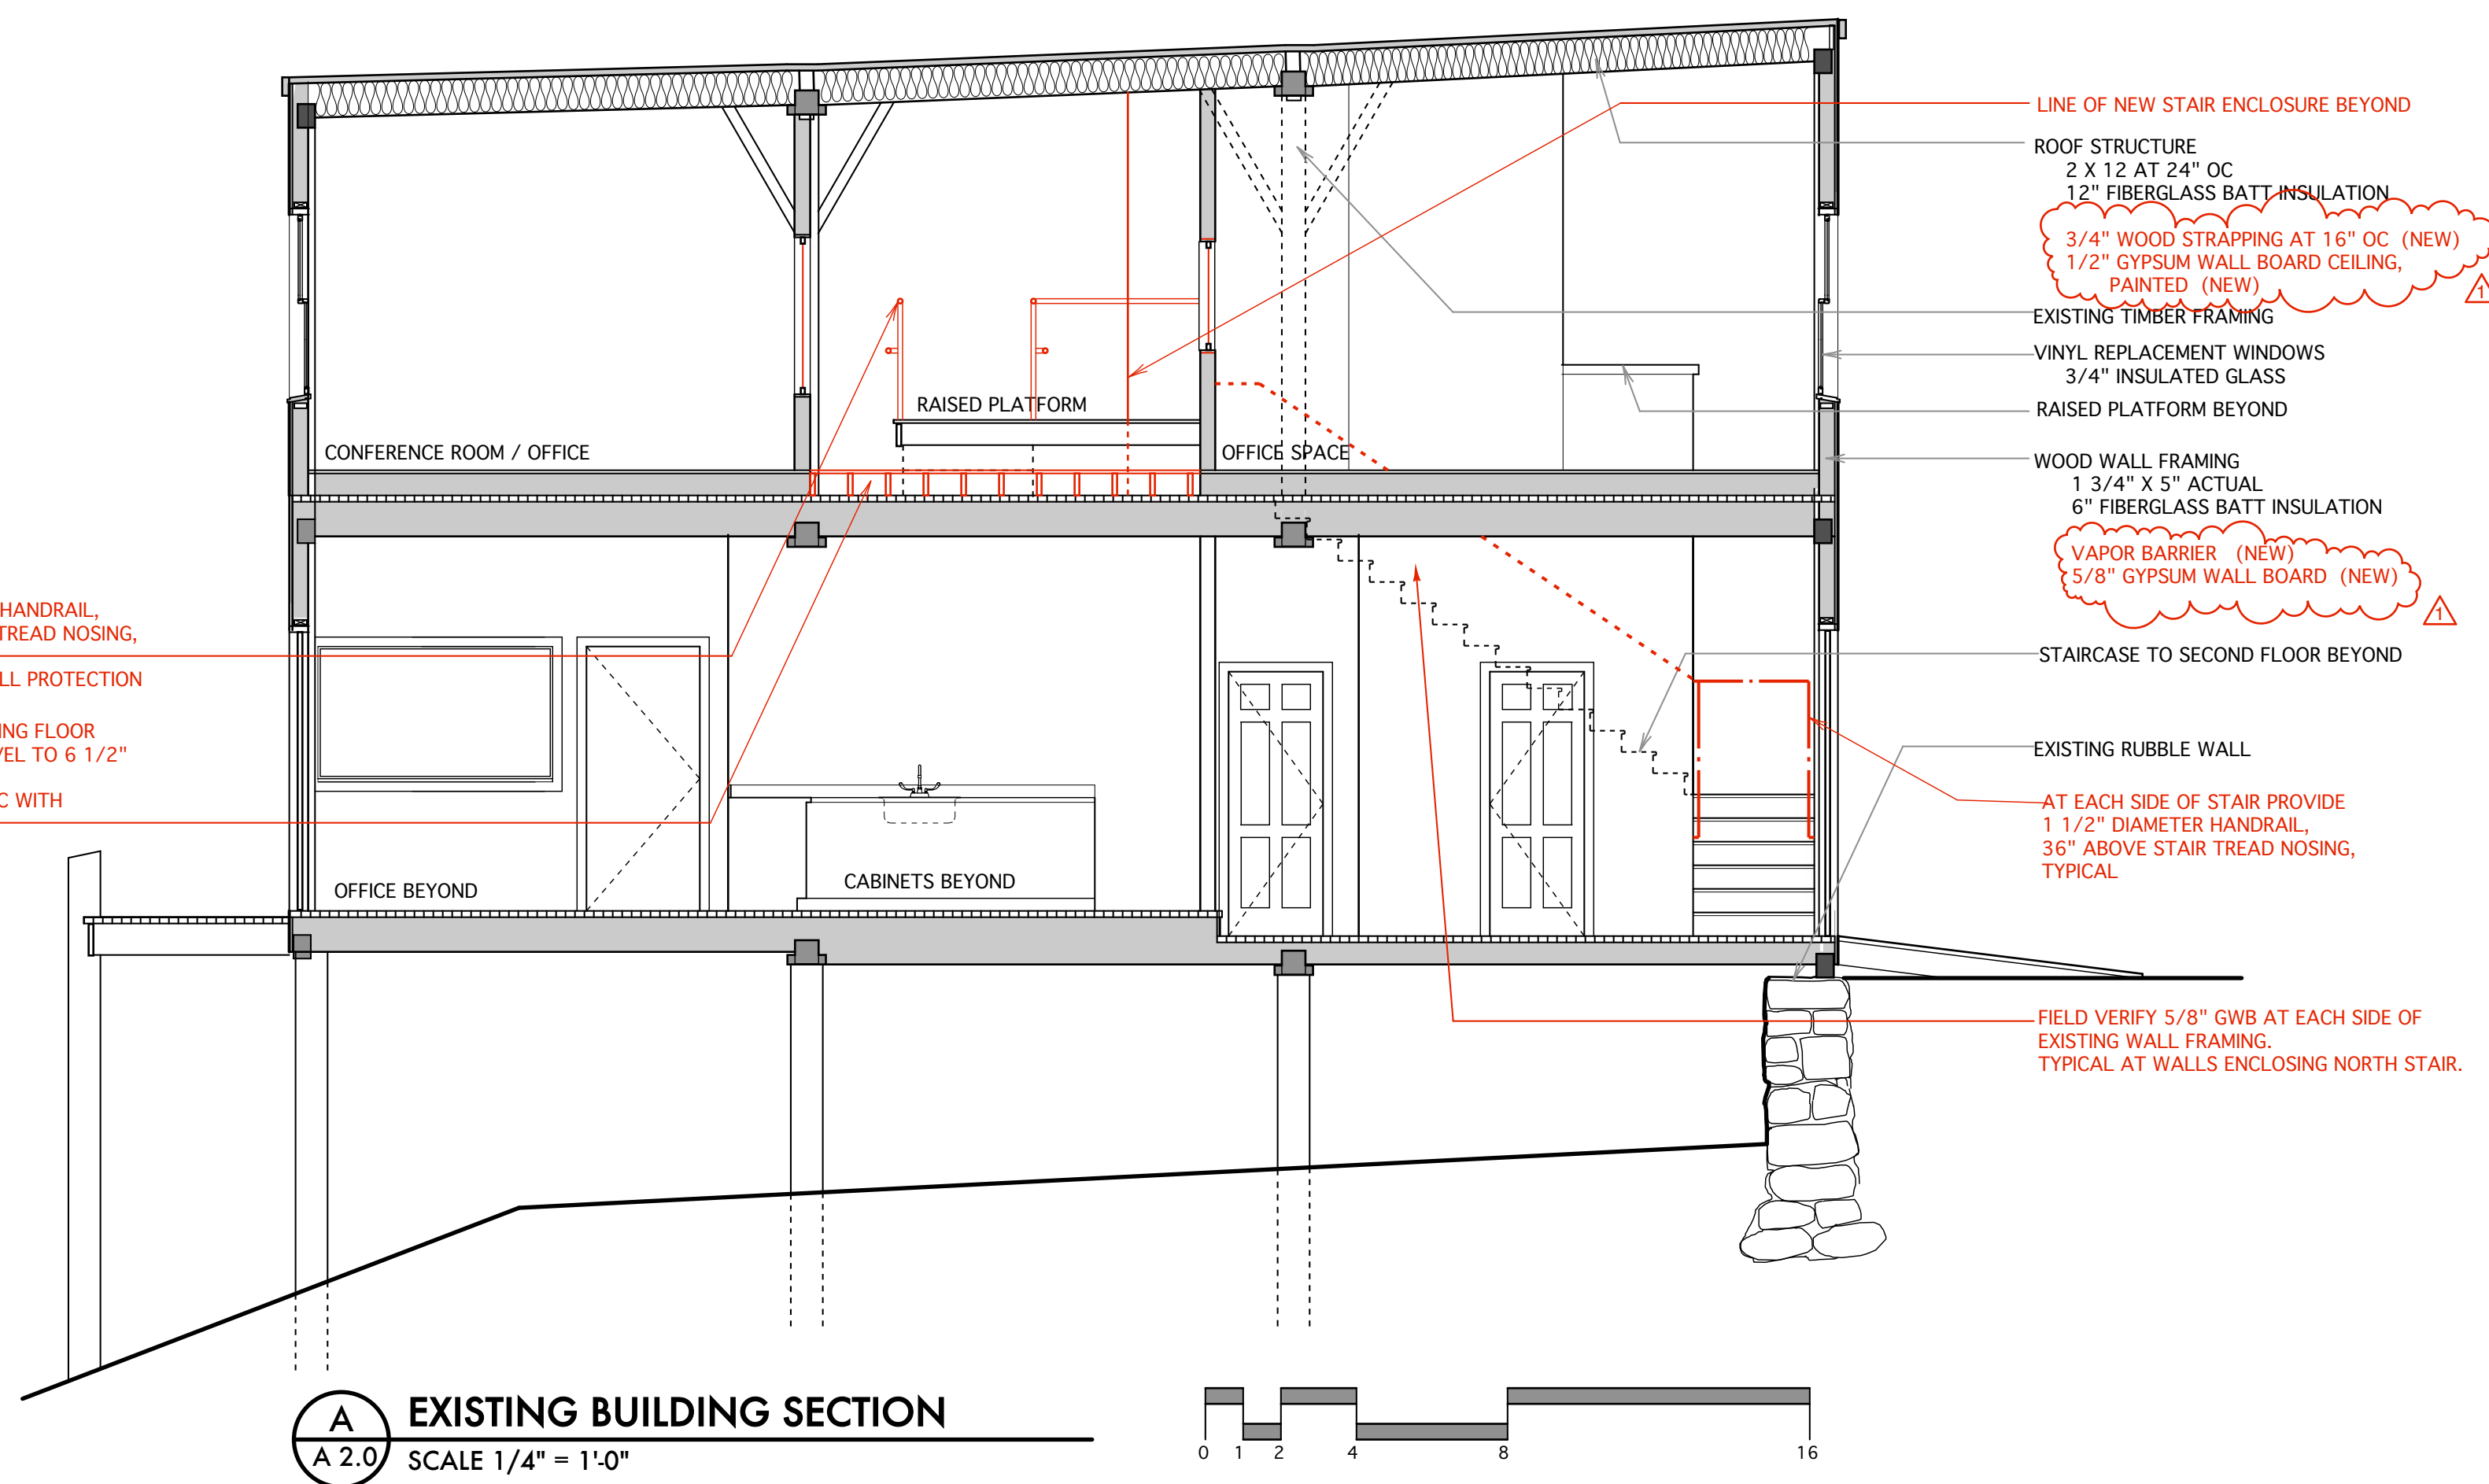 LINE OF NEW STAIR ENCLOSURE BEYOND
ROOF STRUCTURE
2 X 12 AT 24" OC
12" FIBERGLASS BATT INSULATION
3/4" WOOD STRAPPING AT 16" OC (NEW)
1/2" GYPSUM WALL BOARD CEILING,
PAINTED (NEW)
1
EXISTING TIMBER FRAMING
VINYL REPLACEMENT WINDOWS
3/4" INSULATED GLASS
RAISED PLATFORM BEYOND
WOOD WALL FRAMING
1 3/4" X 5" ACTUAL
6" FIBERGLASS BATT INSULATION
VAPOR BARRIER (NEW)
5/8" GYPSUM WALL BOARD (NEW)
1
STAIRCASE TO SECOND FLOOR BEYOND
EXISTING RUBBLE WALL
AT EACH SIDE OF STAIR PROVIDE
1 1/2" DIAMETER HANDRAIL,
36" ABOVE STAIR TREAD NOSING,
TYPICAL
FIELD VERIFY 5/8" GWB AT EACH SIDE OF
EXISTING WALL FRAMING.
TYPICAL AT WALLS ENCLOSING NORTH STAIR.
RAISED PLATFORM
CONFERENCE ROOM / OFFICE
OFFICE SPACE
HANDRAIL,
TREAD NOSING,
LL PROTECTION
ING FLOOR
VEL TO 6 1/2"
C WITH
OFFICE BEYOND
CABINETS BEYOND
A
A 2.0
EXISTING BUILDING SECTION
SCALE 1/4" = 1'-0"
0 1 2 4 8 16